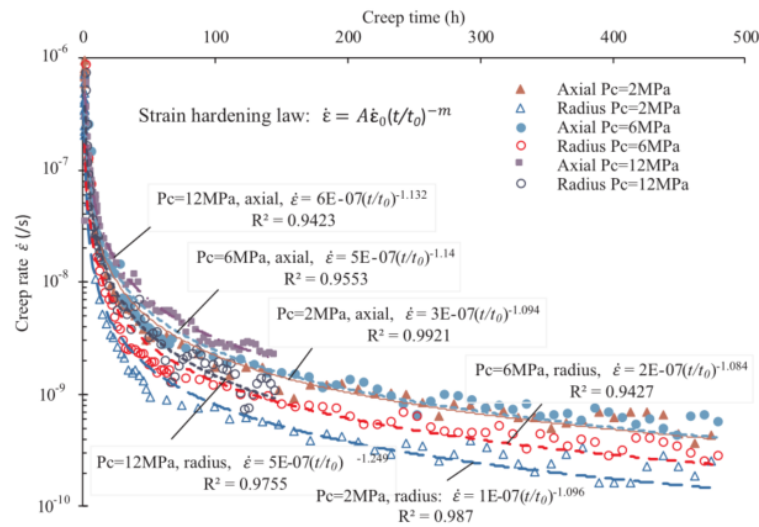 Creep time (h)
0 100 200 300 400 500
10⁻⁶
10⁻⁷
10⁻⁸
10⁻⁹
10⁻¹⁰
Creep rate ε̇ (/s)
Strain hardening law: ε̇ = Aε̇₀(t/t₀)⁻ᵐ
Axial Pc=2MPa
Radius Pc=2MPa
Axial Pc=6MPa
Radius Pc=6MPa
Axial Pc=12MPa
Radius Pc=12MPa
Pc=12MPa, axial, ε̇ = 6E-07(t/t₀)⁻¹·¹³²
R² = 0.9423
Pc=6MPa, axial, ε̇ = 5E-07(t/t₀)⁻¹·¹⁴
R² = 0.9553
Pc=2MPa, axial, ε̇ = 3E-07(t/t₀)⁻¹·⁰⁹⁴
R² = 0.9921
Pc=6MPa, radius, ε̇ = 2E-07(t/t₀)⁻¹·⁰⁸⁴
R² = 0.9427
Pc=12MPa, radius, ε̇ = 5E-07(t/t₀)⁻¹·²⁴⁹
R² = 0.9755
Pc=2MPa, radius: ε̇ = 1E-07(t/t₀)⁻¹·⁰⁹⁶
R² = 0.987